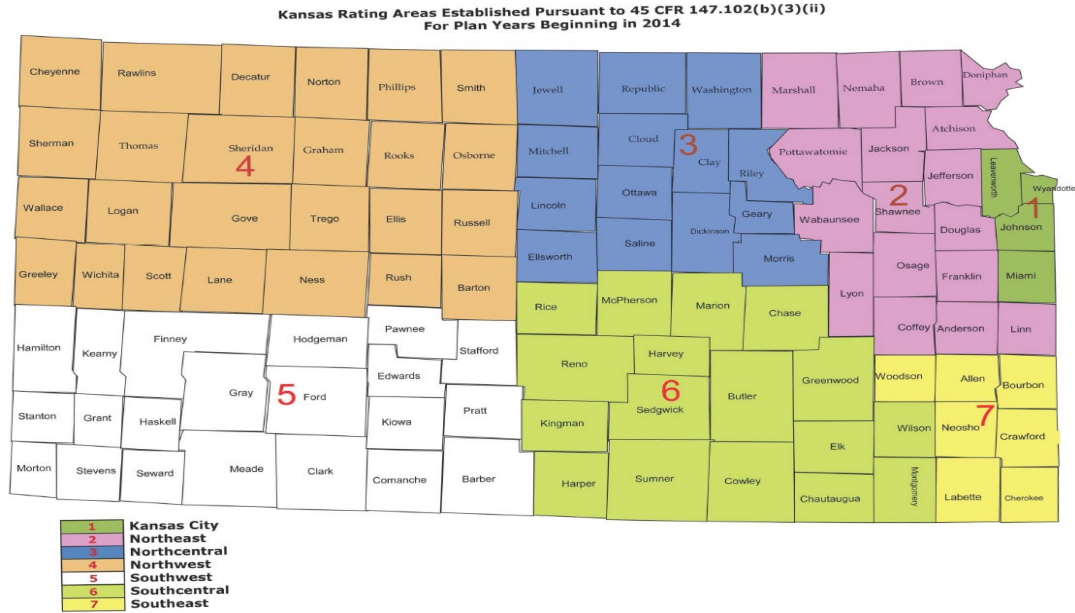 Kansas Rating Areas Established Pursuant to 45 CFR 147.102(b)(3)(ii)
For Plan Years Beginning in 2014
Cheyenne
Rawlins
Decatur
Norton
Phillips
Smith
Jewell
Republic
Washington
Marshall
Nemaha
Brown
Doniphan
Sherman
Thomas
Sheridan
4
Graham
Rooks
Osborne
Mitchell
Cloud
3
Clay
Riley
Pottawatomie
Jackson
Atchison
Jefferson
Leavenworth
Wyandotte
1
Wallace
Logan
Gove
Trego
Ellis
Russell
Lincoln
Ottawa
Dickinson
Geary
Wabaunsee
2
Shawnee
Douglas
Johnson
Greeley
Wichita
Scott
Lane
Ness
Rush
Barton
Ellsworth
Saline
Morris
Lyon
Osage
Franklin
Miami
Hamilton
Kearny
Finney
Hodgeman
Pawnee
Stafford
Edwards
Rice
McPherson
Marion
Chase
Coffey
Anderson
Linn
Gray
5
Ford
Reno
Harvey
6
Sedgwick
Butler
Greenwood
Woodson
Allen
Bourbon
Stanton
Grant
Haskell
Kiowa
Pratt
Kingman
Elk
Wilson
Neosho
7
Crawford
Morton
Stevens
Seward
Meade
Clark
Comanche
Barber
Harper
Sumner
Cowley
Chautaugua
Montgomery
Labette
Cherokee
1 Kansas City
2 Northeast
3 Northcentral
4 Northwest
5 Southwest
6 Southcentral
7 Southeast